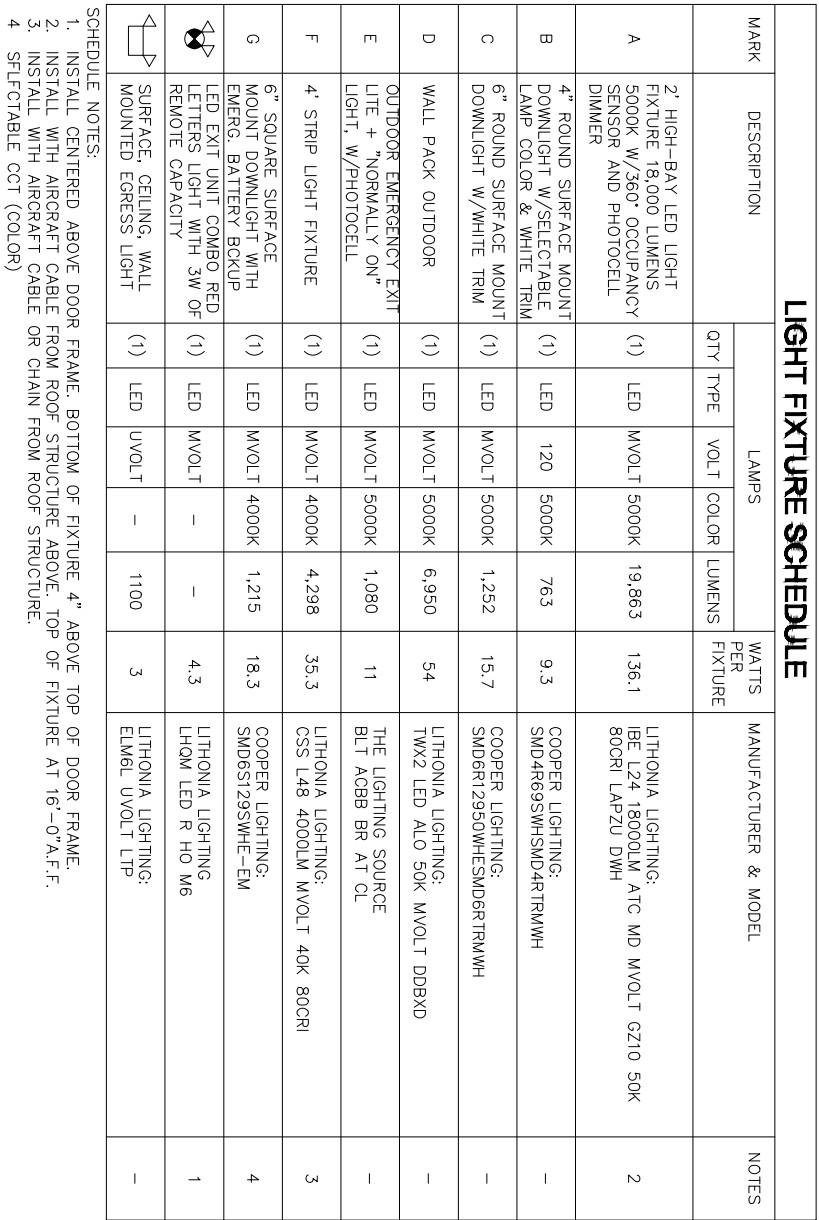 LIGHT FIXTURE SCHEDULE
MARK
DESCRIPTION
LAMPS
QTY
TYPE
VOLT
COLOR
LUMENS
WATTS
PER
FIXTURE
MANUFACTURER & MODEL
NOTES
A
2' HIGH-BAY LED LIGHT
FIXTURE 18,000 LUMENS
5000K W/360° OCCUPANCY
SENSOR AND PHOTOCELL
DIMMER
(1)
LED
MVOLT
5000K
19,863
136.1
LITHONIA LIGHTING:
IBE L24 18000LM ATC MD MVOLT GZ10 50K
80CRI LAPZU DWH
2
B
4" ROUND SURFACE MOUNT
DOWNLIGHT W/SELECTABLE
LAMP COLOR & WHITE TRIM
(1)
LED
120
5000K
763
9.3
COOPER LIGHTING:
SMD4R69SWHSMD4RTRMWH
-
C
6" ROUND SURFACE MOUNT
DOWNLIGHT W/WHITE TRIM
(1)
LED
MVOLT
5000K
1,252
15.7
COOPER LIGHTING:
SMD6R12950WHESMD6RTRMWH
-
D
WALL PACK OUTDOOR
(1)
LED
MVOLT
5000K
6,950
54
LITHONIA LIGHTING:
TWX2 LED ALO 50K MVOLT DDBXD
-
E
OUTDOOR EMERGENCY EXIT
LITE + "NORMALLY ON"
LIGHT, W/PHOTOCELL
(1)
LED
MVOLT
5000K
1,080
11
THE LIGHTING SOURCE
BLT ACBB BR AT CL
-
F
4' STRIP LIGHT FIXTURE
(1)
LED
MVOLT
4000K
4,298
35.3
LITHONIA LIGHTING:
CSS L48 4000LM MVOLT 40K 80CRI
3
G
6" SQUARE SURFACE
MOUNT DOWNLIGHT WITH
EMERG. BATTERY BCKUP
(1)
LED
MVOLT
4000K
1,215
18.3
COOPER LIGHTING:
SMD6S129SWHE-EM
4
LED EXIT UNIT COMBO RED
LETTERS LIGHT WITH 3W OF
REMOTE CAPACITY
(1)
LED
MVOLT
-
-
4.3
LITHONIA LIGHTING
LHQM LED R HO M6
1
SURFACE, CEILING, WALL
MOUNTED EGRESS LIGHT
(1)
LED
UVOLT
-
1100
3
LITHONIA LIGHTING:
ELM6L UVOLT LTP
-
SCHEDULE NOTES:
1. INSTALL CENTERED ABOVE DOOR FRAME. BOTTOM OF FIXTURE 4" ABOVE TOP OF DOOR FRAME.
2. INSTALL WITH AIRCRAFT CABLE FROM ROOF STRUCTURE ABOVE. TOP OF FIXTURE AT 16'-0"A.F.F.
3. INSTALL WITH AIRCRAFT CABLE OR CHAIN FROM ROOF STRUCTURE.
4 SELECTABLE CCT (COLOR)